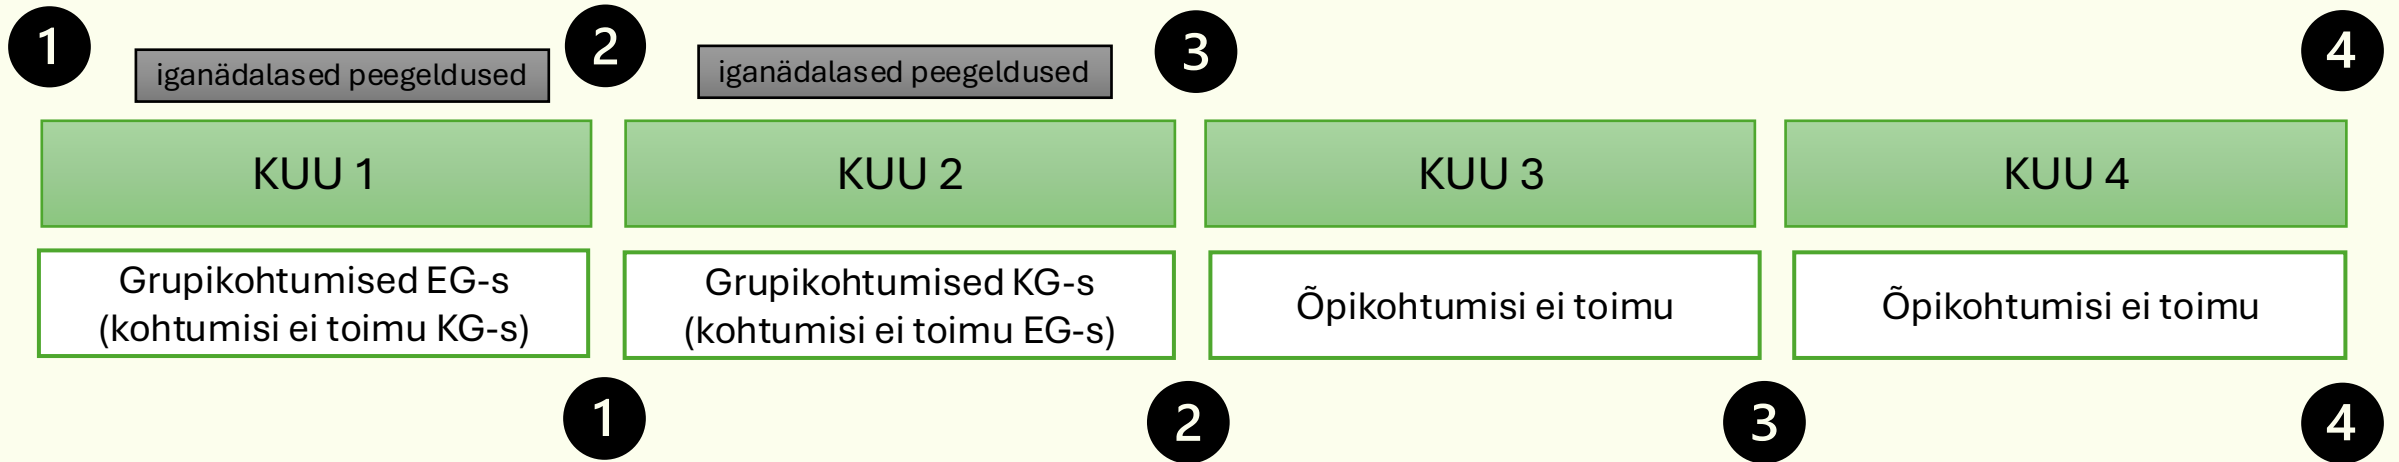 1
2
3
4
iganädalased peegeldused
iganädalased peegeldused
KUU 1
KUU 2
KUU 3
KUU 4
Grupikohtumised EG-s
(kohtumisi ei toimu KG-s)
Grupikohtumised KG-s
(kohtumisi ei toimu EG-s)
Õpikohtumisi ei toimu
Õpikohtumisi ei toimu
1
2
3
4